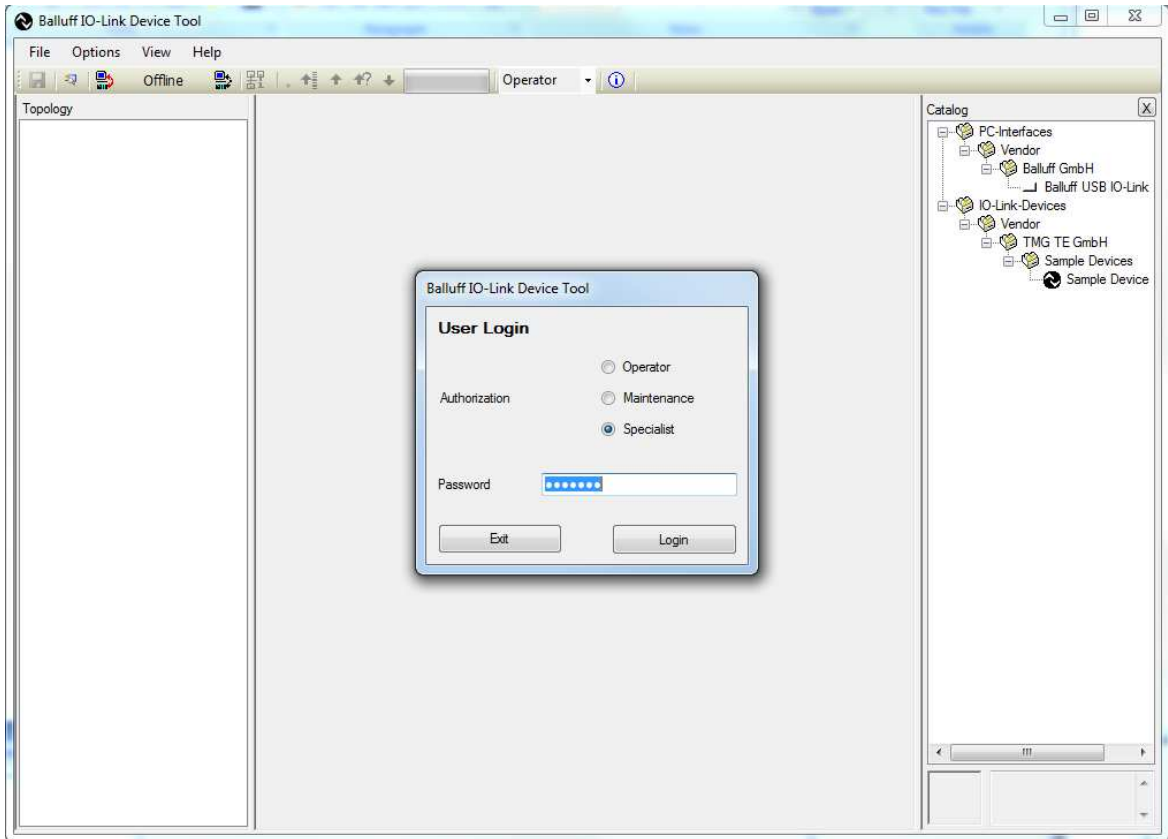 Balluff IO-Link Device Tool
File Options View Help
Offline Operator
Topology
Catalog
PC-Interfaces
Vendor
Balluff GmbH
Balluff USB IO-Link
IO-Link-Devices
Vendor
TMG TE GmbH
Sample Devices
Sample Device
Balluff IO-Link Device Tool
User Login
Operator
Authorization Maintenance
Specialist
Password •••••••
Exit Login